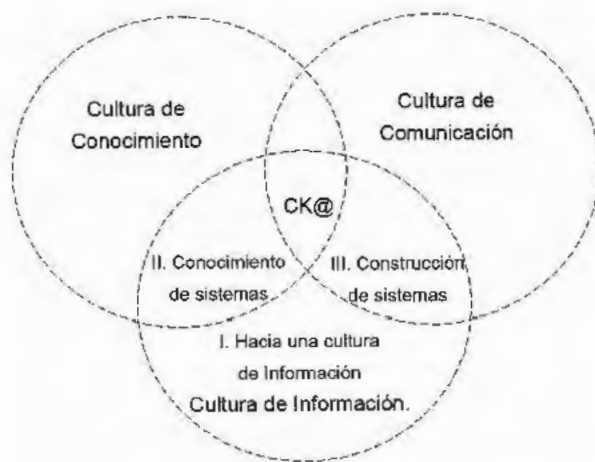 Cultura de
Conocimiento
Cultura de
Comunicación
CK@
II. Conocimiento
de sistemas
III. Construcción
de sistemas
I. Hacia una cultura
de Información
Cultura de Información.